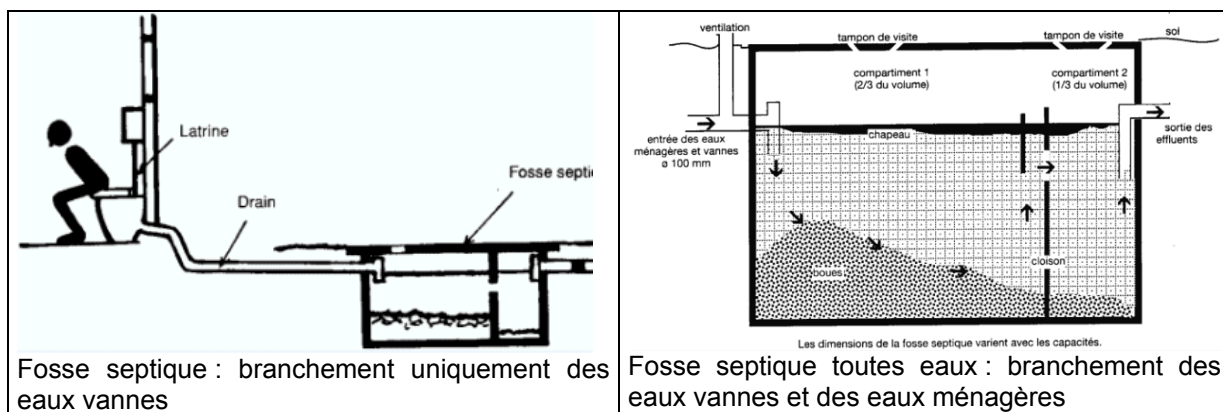 Latrine
Drain
Fosse septi
Fosse septique : branchement uniquement des
eaux vannes
ventilation
tampon de visite
tampon de visite
sol
compartiment 1
(2/3 du volume)
compartiment 2
(1/3 du volume)
entrée des eaux
ménagères et vannes
ø 100 mm
chapeau
sortie des
effluents
boues
cloison
Les dimensions de la fosse septique varient avec les capacités.
Fosse septique toutes eaux : branchement des
eaux vannes et des eaux ménagères